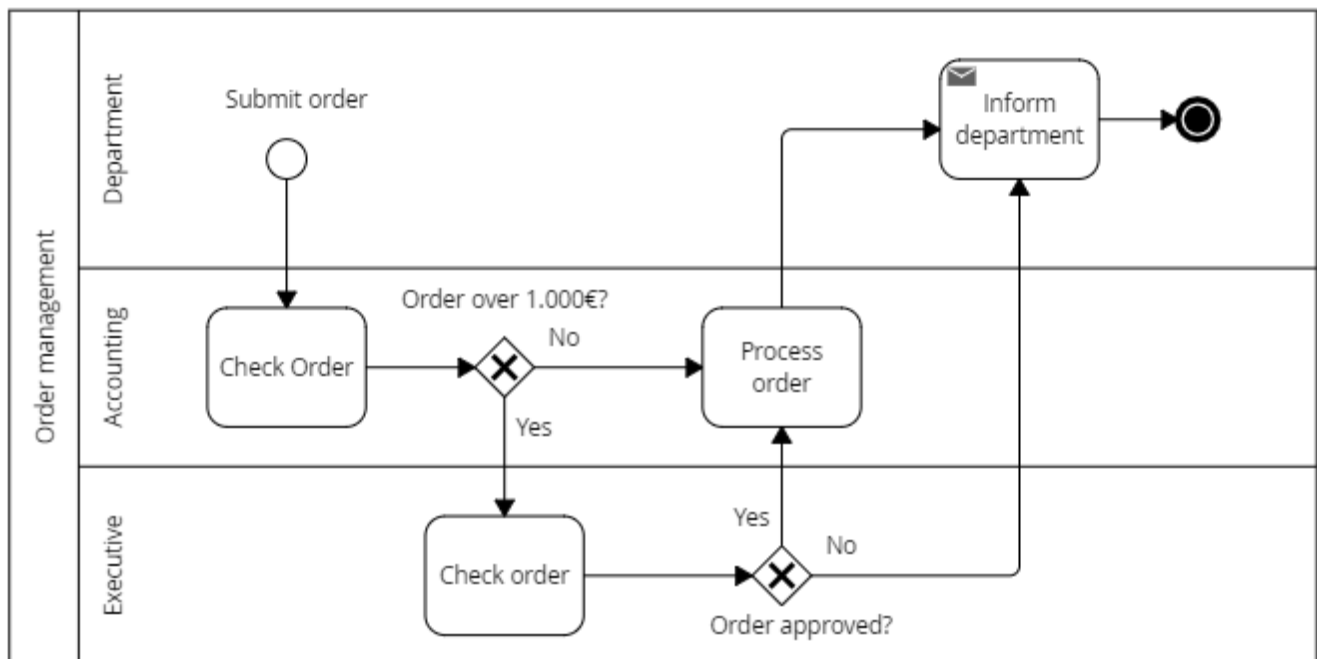 Order management
Department
Submit order
Inform
department
Accounting
Check Order
Order over 1.000€?
No
Yes
Process
order
Executive
Check order
Yes
No
Order approved?